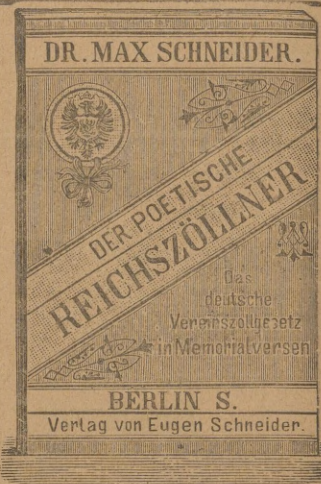 DR. MAX SCHNEIDER.
DER POETISCHE
REICHSZÖLLNER
Das
deutsche
Vereinszollgesetz
in Memorialversen
BERLIN S.
Verlag von Eugen Schneider.